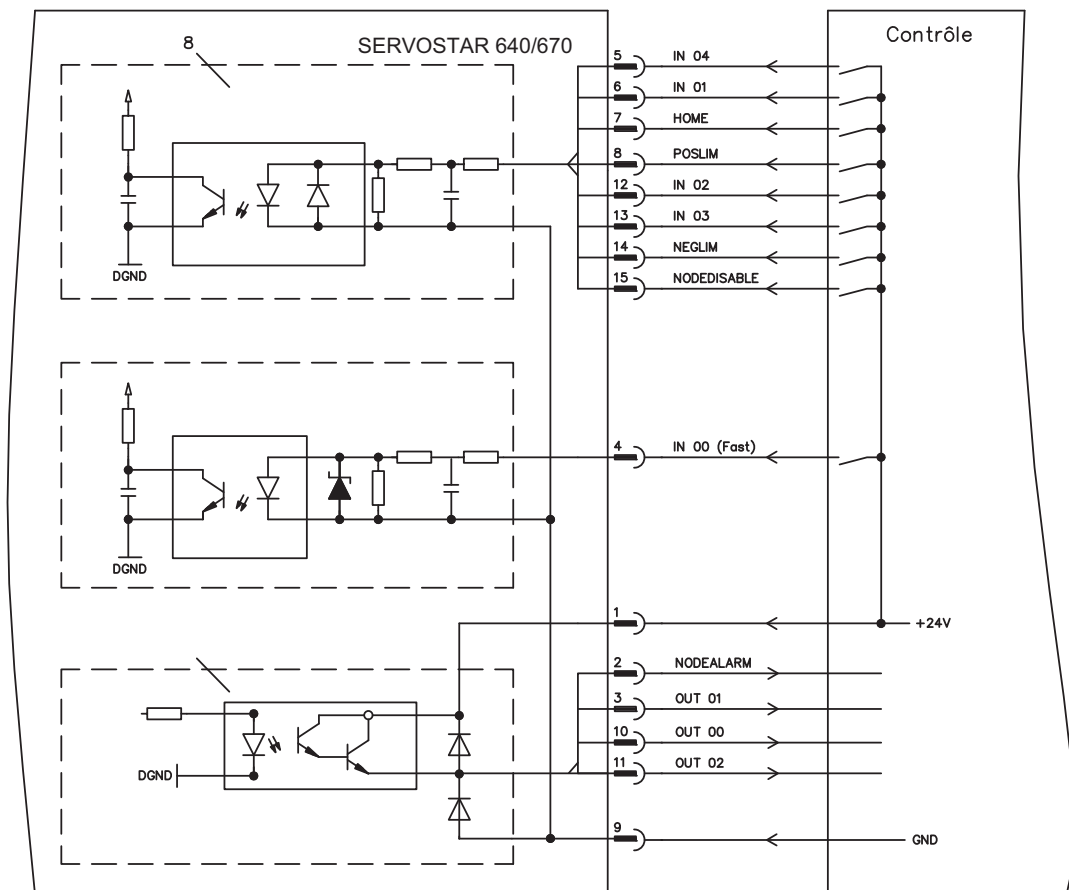 8
SERVOSTAR 640/670
Contrôle
5 IN 04
6 IN 01
7 HOME
8 POSLIM
12 IN 02
13 IN 03
14 NEGLIM
15 NODEDISABLE
DGND
4 IN 00 (Fast)
DGND
1 +24V
2 NODEALARM
3 OUT 01
10 OUT 00
11 OUT 02
DGND
9 GND